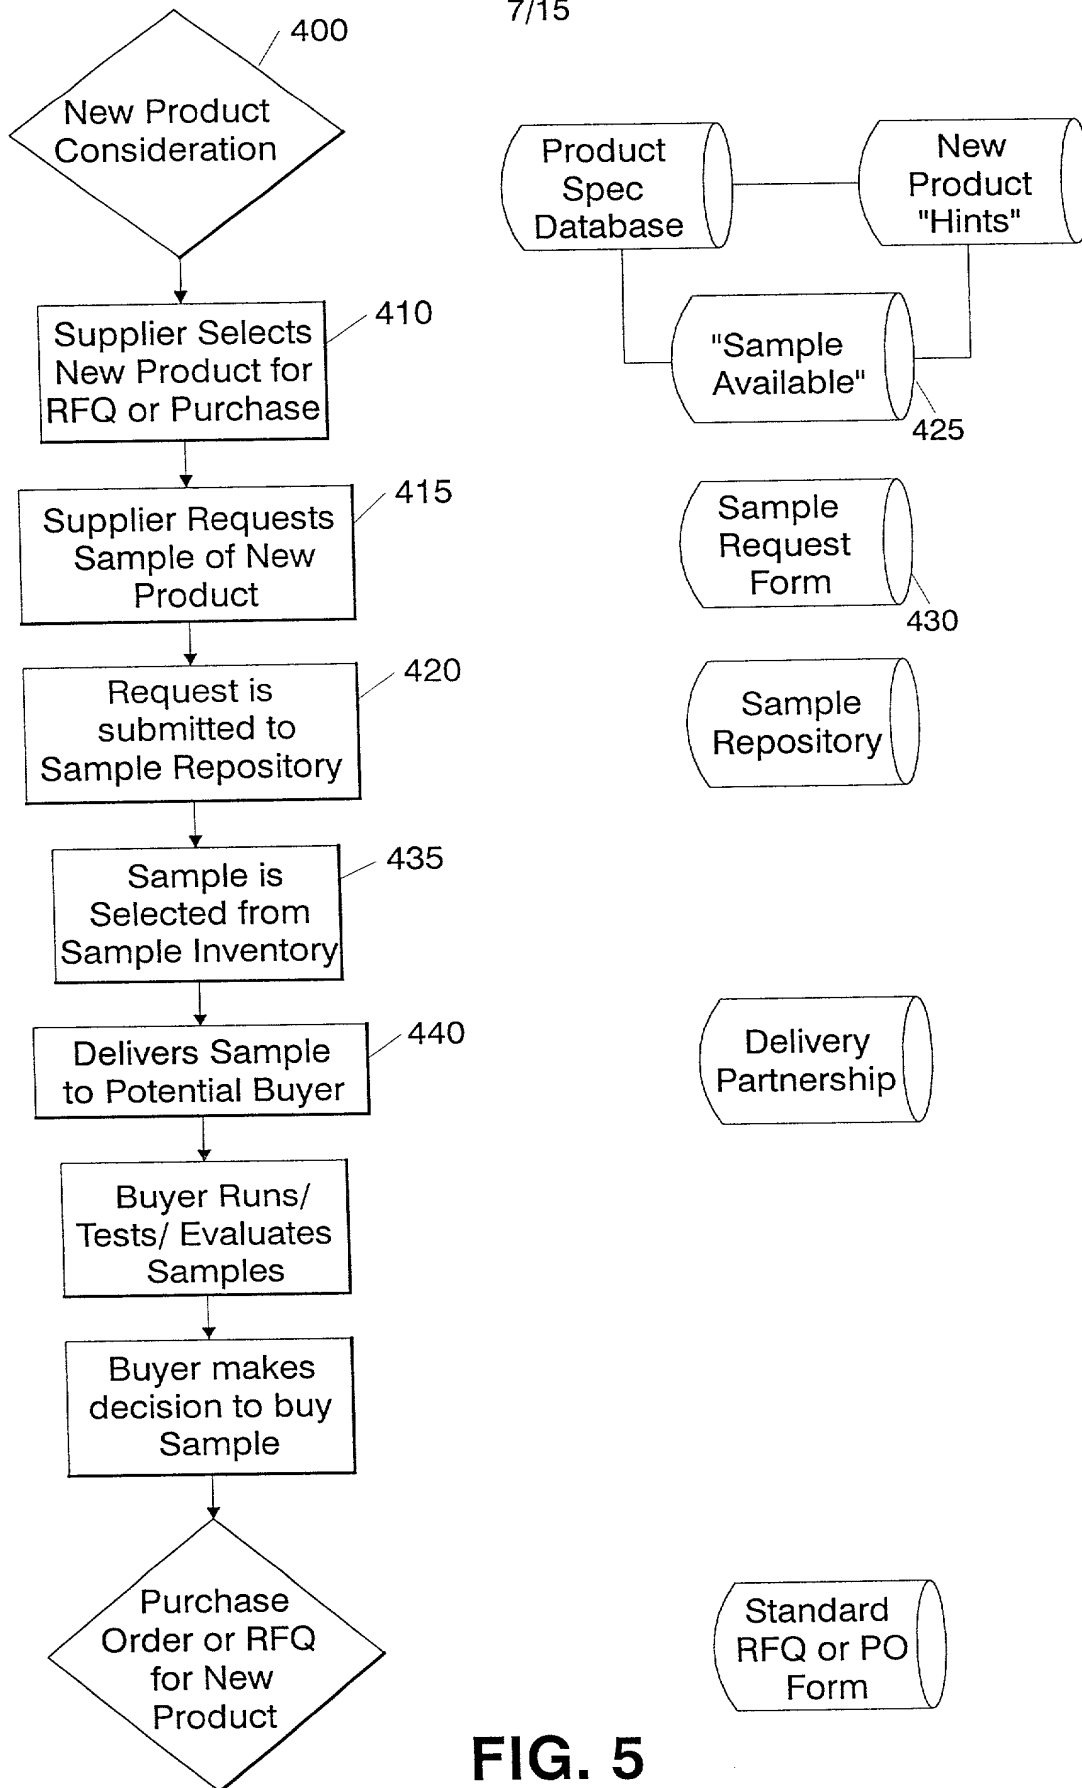 7/15
400
New Product
Consideration
Product
Spec
Database
New
Product
"Hints"
410
Supplier Selects
New Product for
RFQ or Purchase
"Sample
Available"
425
415
Supplier Requests
Sample of New
Product
Sample
Request
Form
430
420
Request is
submitted to
Sample Repository
Sample
Repository
435
Sample is
Selected from
Sample Inventory
440
Delivers Sample
to Potential Buyer
Delivery
Partnership
Buyer Runs/
Tests/ Evaluates
Samples
Buyer makes
decision to buy
Sample
Purchase
Order or RFQ
for New
Product
Standard
RFQ or PO
Form
FIG. 5